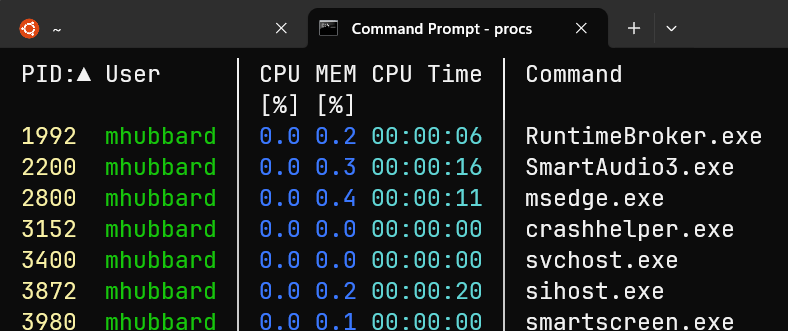 ~ Command Prompt - procs
PID:▲ User CPU MEM CPU Time Command
[%] [%]
1992 mhubbard 0.0 0.2 00:00:06 RuntimeBroker.exe
2200 mhubbard 0.0 0.3 00:00:16 SmartAudio3.exe
2800 mhubbard 0.0 0.4 00:00:11 msedge.exe
3152 mhubbard 0.0 0.0 00:00:00 crashhelper.exe
3400 mhubbard 0.0 0.0 00:00:00 svchost.exe
3872 mhubbard 0.0 0.2 00:00:20 sihost.exe
3980 mhubbard 0.0 0.1 00:00:00 smartscreen.exe